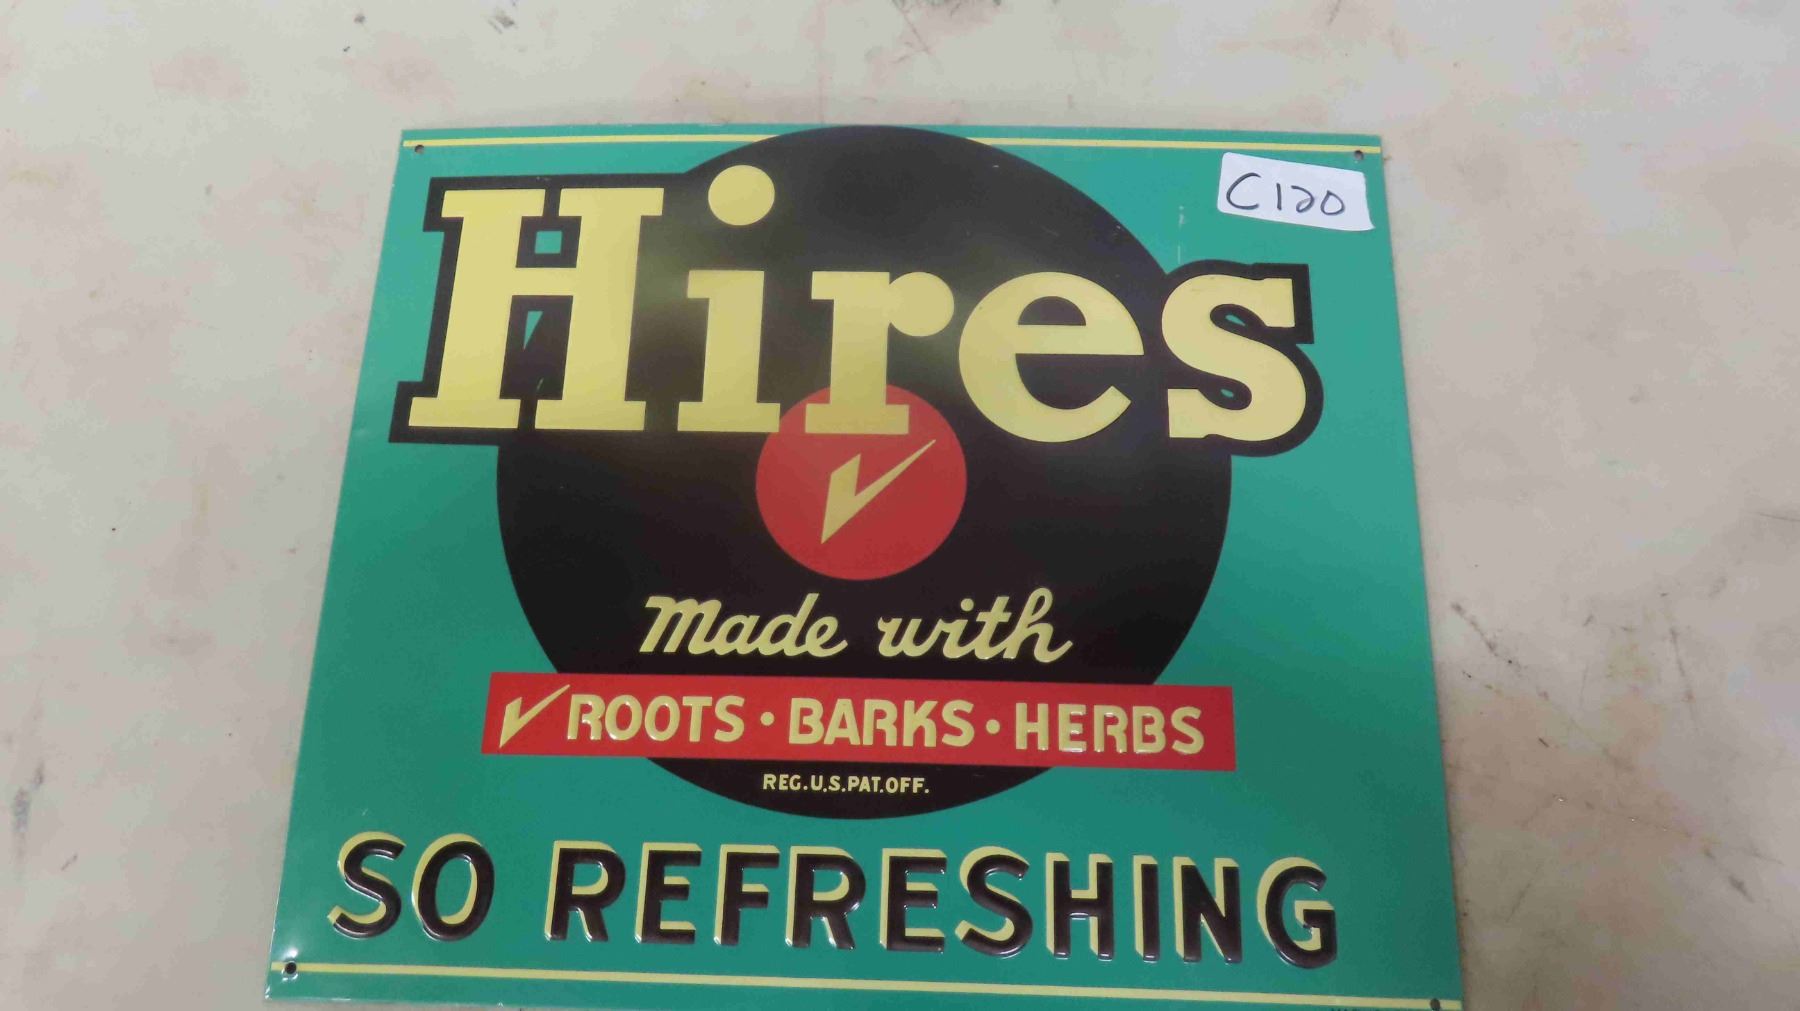 C120
Hires
Made with
ROOTS • BARKS • HERBS
REG.U.S.PAT.OFF.
SO REFRESHING